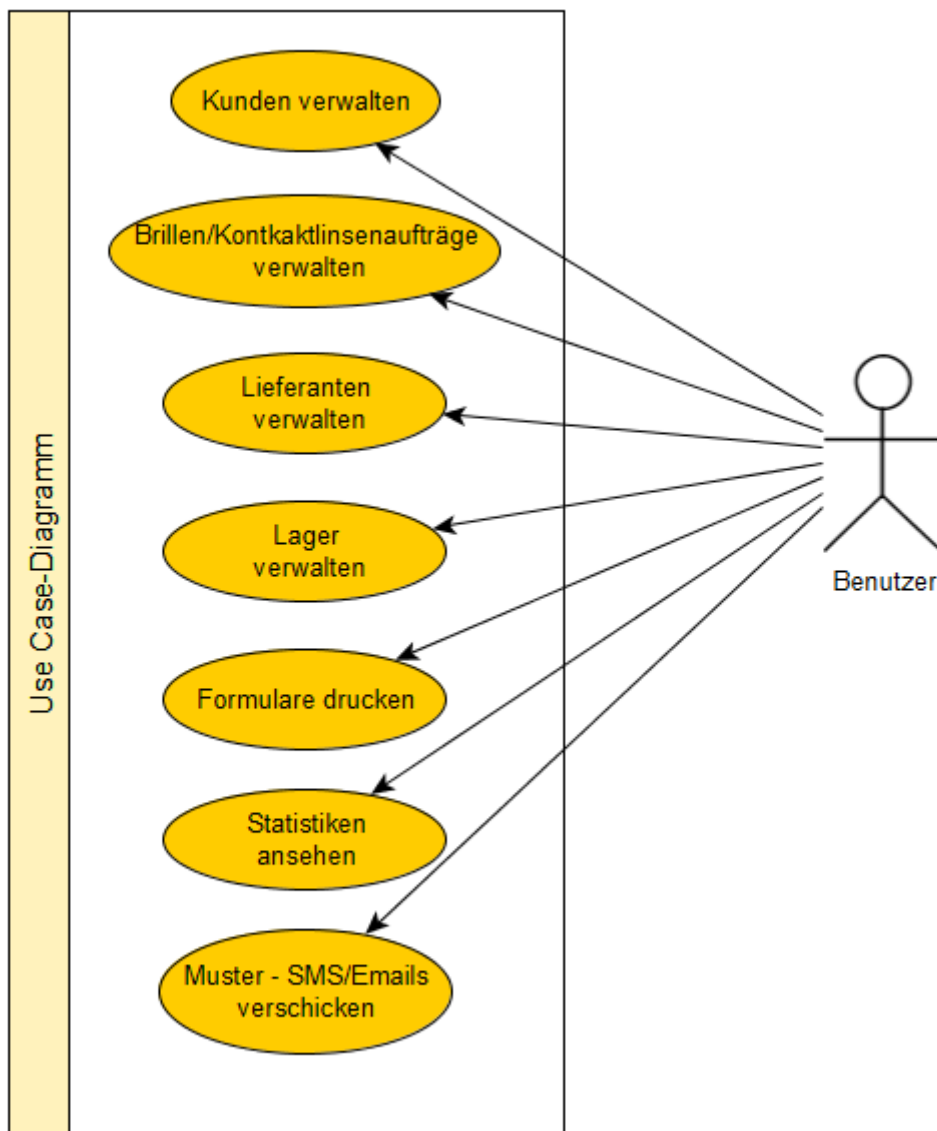 Use Case-Diagramm
Kunden verwalten
Brillen/Kontkaktlinsenaufträge
verwalten
Lieferanten
verwalten
Lager
verwalten
Formulare drucken
Statistiken
ansehen
Muster - SMS/Emails
verschicken
Benutzer